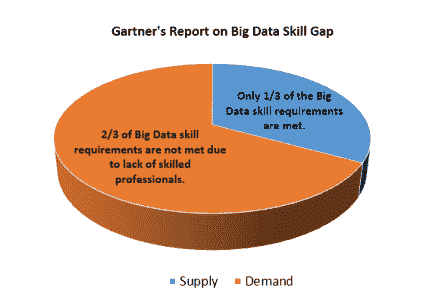 Gartner's Report on Big Data Skill Gap
Only 1/3 of the Big
Data skill requirements
are met.
2/3 of Big Data skill
requirements are not met due
to lack of skilled
professionals.
Supply
Demand